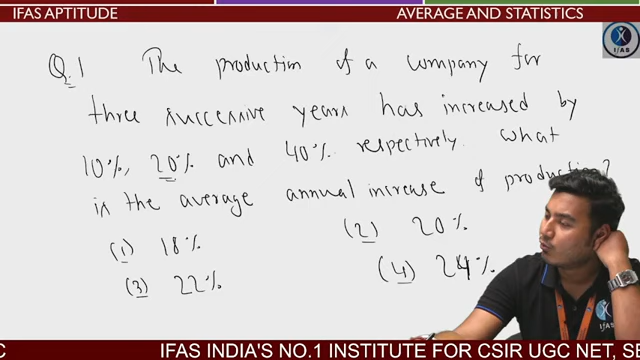 IFAS APTITUDE
AVERAGE AND STATISTICS
IFAS
Q.1 The production of a company for
three successive years has increased by
10%, 20% and 40% respectively. What
is the average annual increase of production?
(1) 18%
(2) 20%
(3) 22%
(4) 24%
C
IFAS INDIA'S NO.1 INSTITUTE FOR CSIR UGC NET, SE